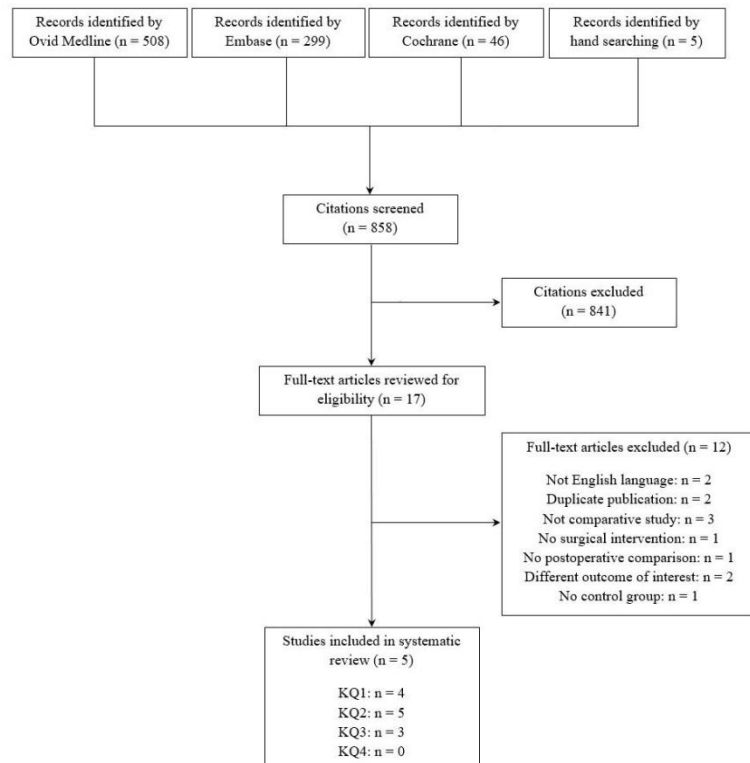 Records identified by
Ovid Medline (n = 508)
Records identified by
Embase (n = 299)
Records identified by
Cochrane (n = 46)
Records identified by
hand searching (n = 5)
Citations screened
(n = 858)
Citations excluded
(n = 841)
Full-text articles reviewed for
eligibility (n = 17)
Full-text articles excluded (n = 12)
Not English language: n = 2
Duplicate publication: n = 2
Not comparative study: n = 3
No surgical intervention: n = 1
No postoperative comparison: n = 1
Different outcome of interest: n = 2
No control group: n = 1
Studies included in systematic
review (n = 5)
KQ1: n = 4
KQ2: n = 5
KQ3: n = 3
KQ4: n = 0